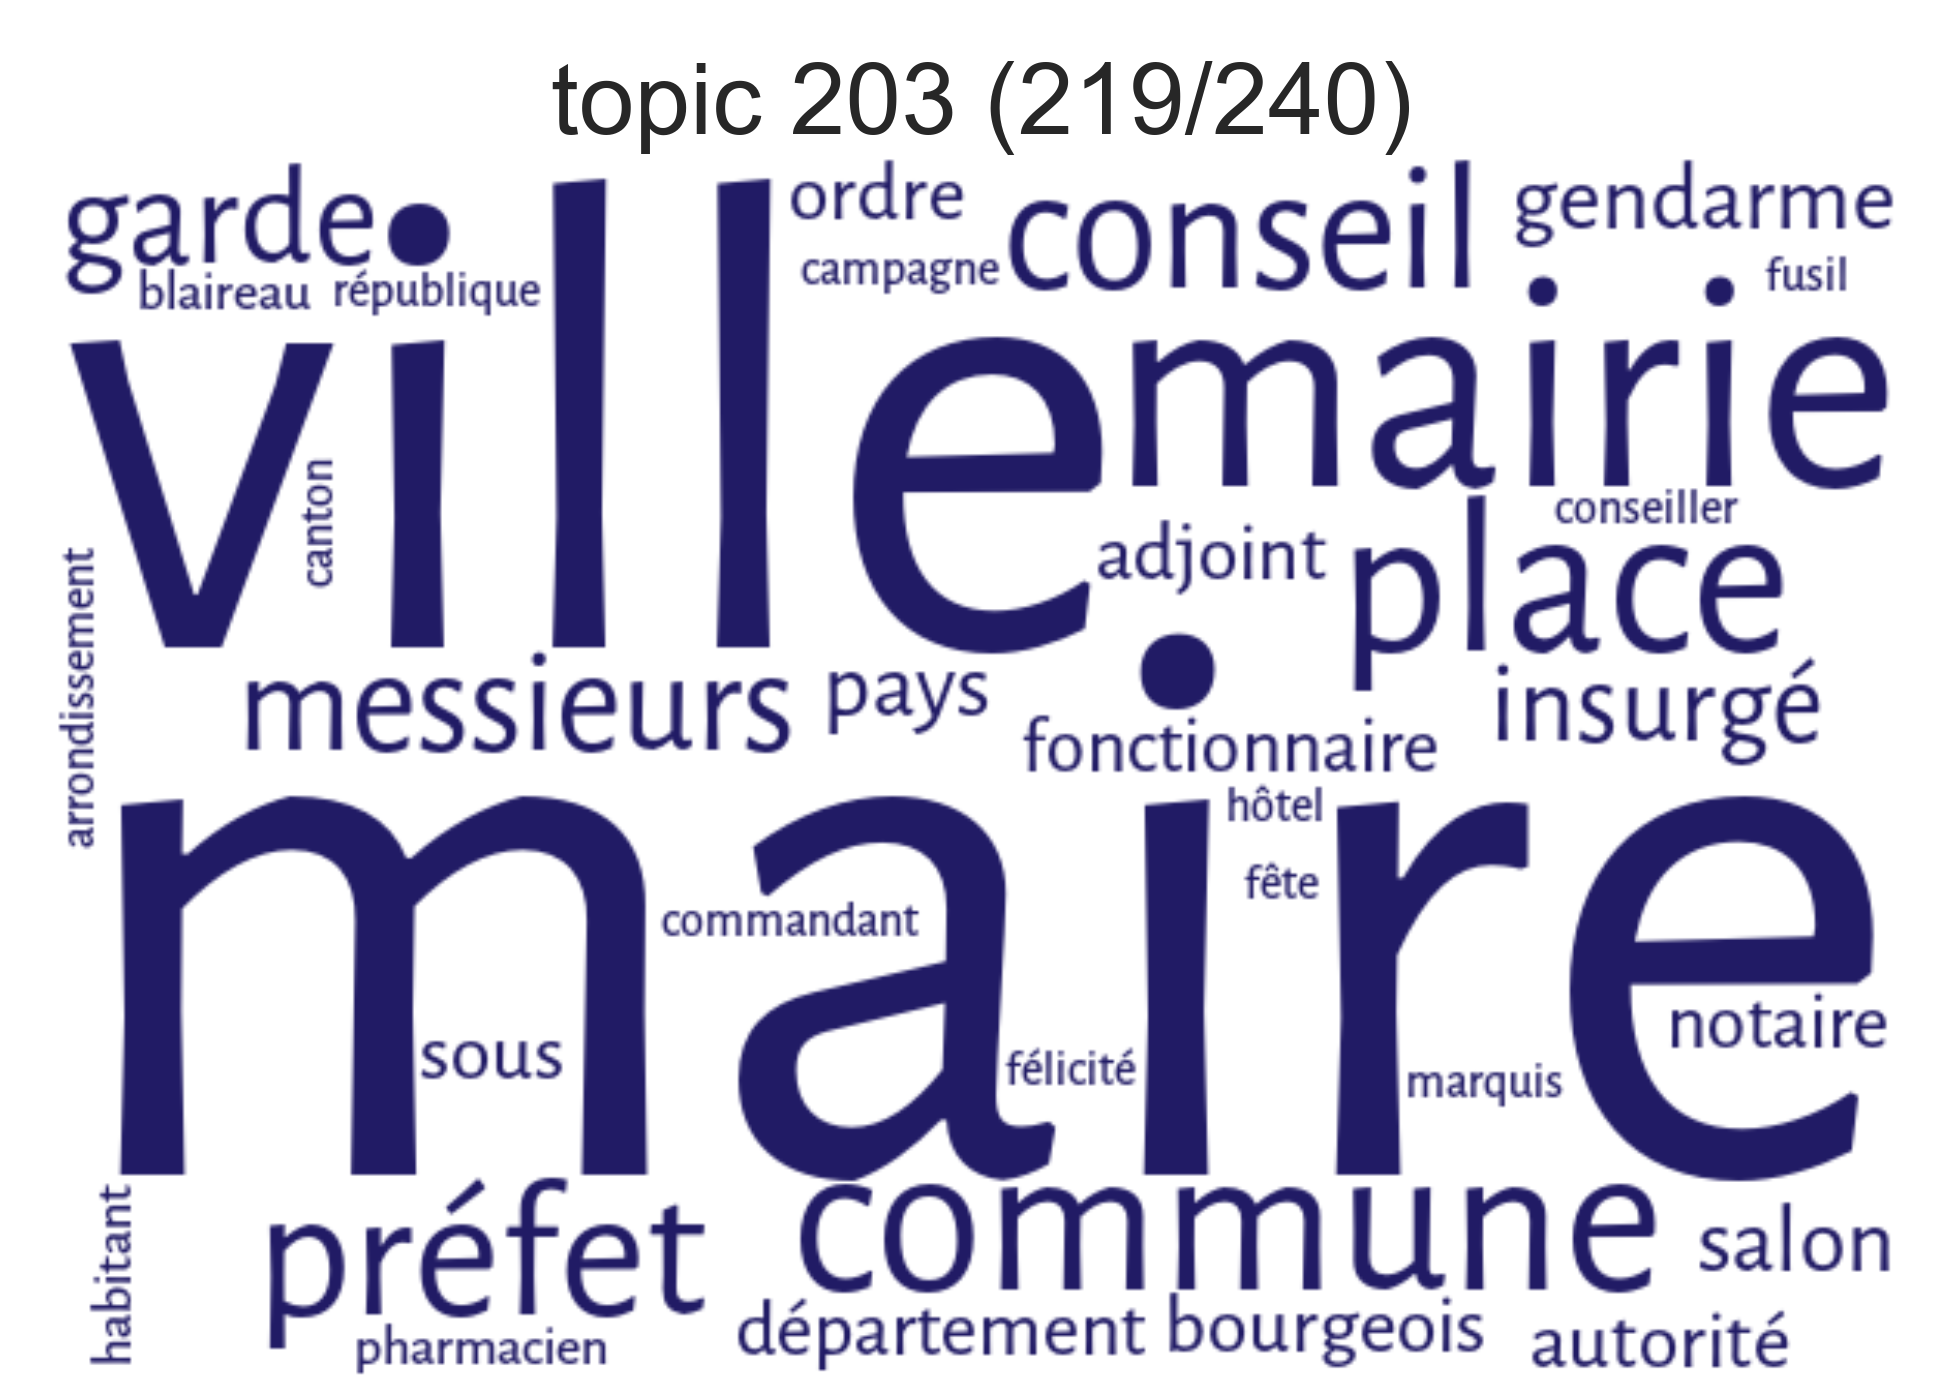 topic 203 (219/240)
garde
ordre
conseil
gendarme
blaireau
république
campagne
fusil
ville
mairie
canton
conseiller
adjoint
place
arrondissement
messieurs
pays
insurgé
fonctionnaire
maire
hôtel
fête
commandant
notaire
sous
félicité
marquis
habitant
préfet
commune
salon
pharmacien
département
bourgeois
autorité